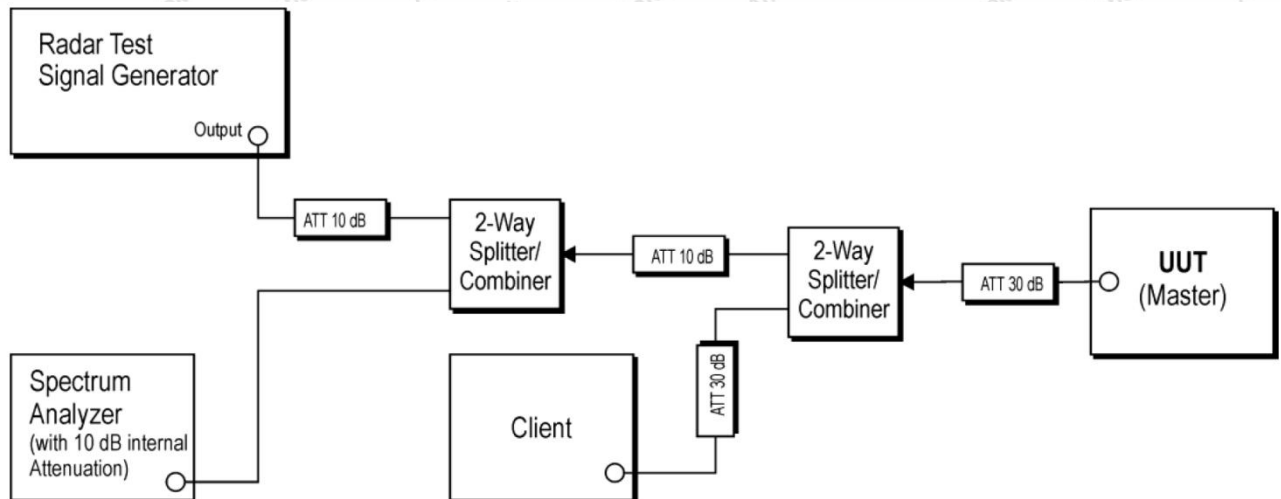 Radar Test
Signal Generator
Output
ATT 10 dB
2-Way
Splitter/
Combiner
ATT 10 dB
2-Way
Splitter/
Combiner
ATT 30 dB
UUT
(Master)
ATT 30 dB
Spectrum
Analyzer
(with 10 dB internal
Attenuation)
Client